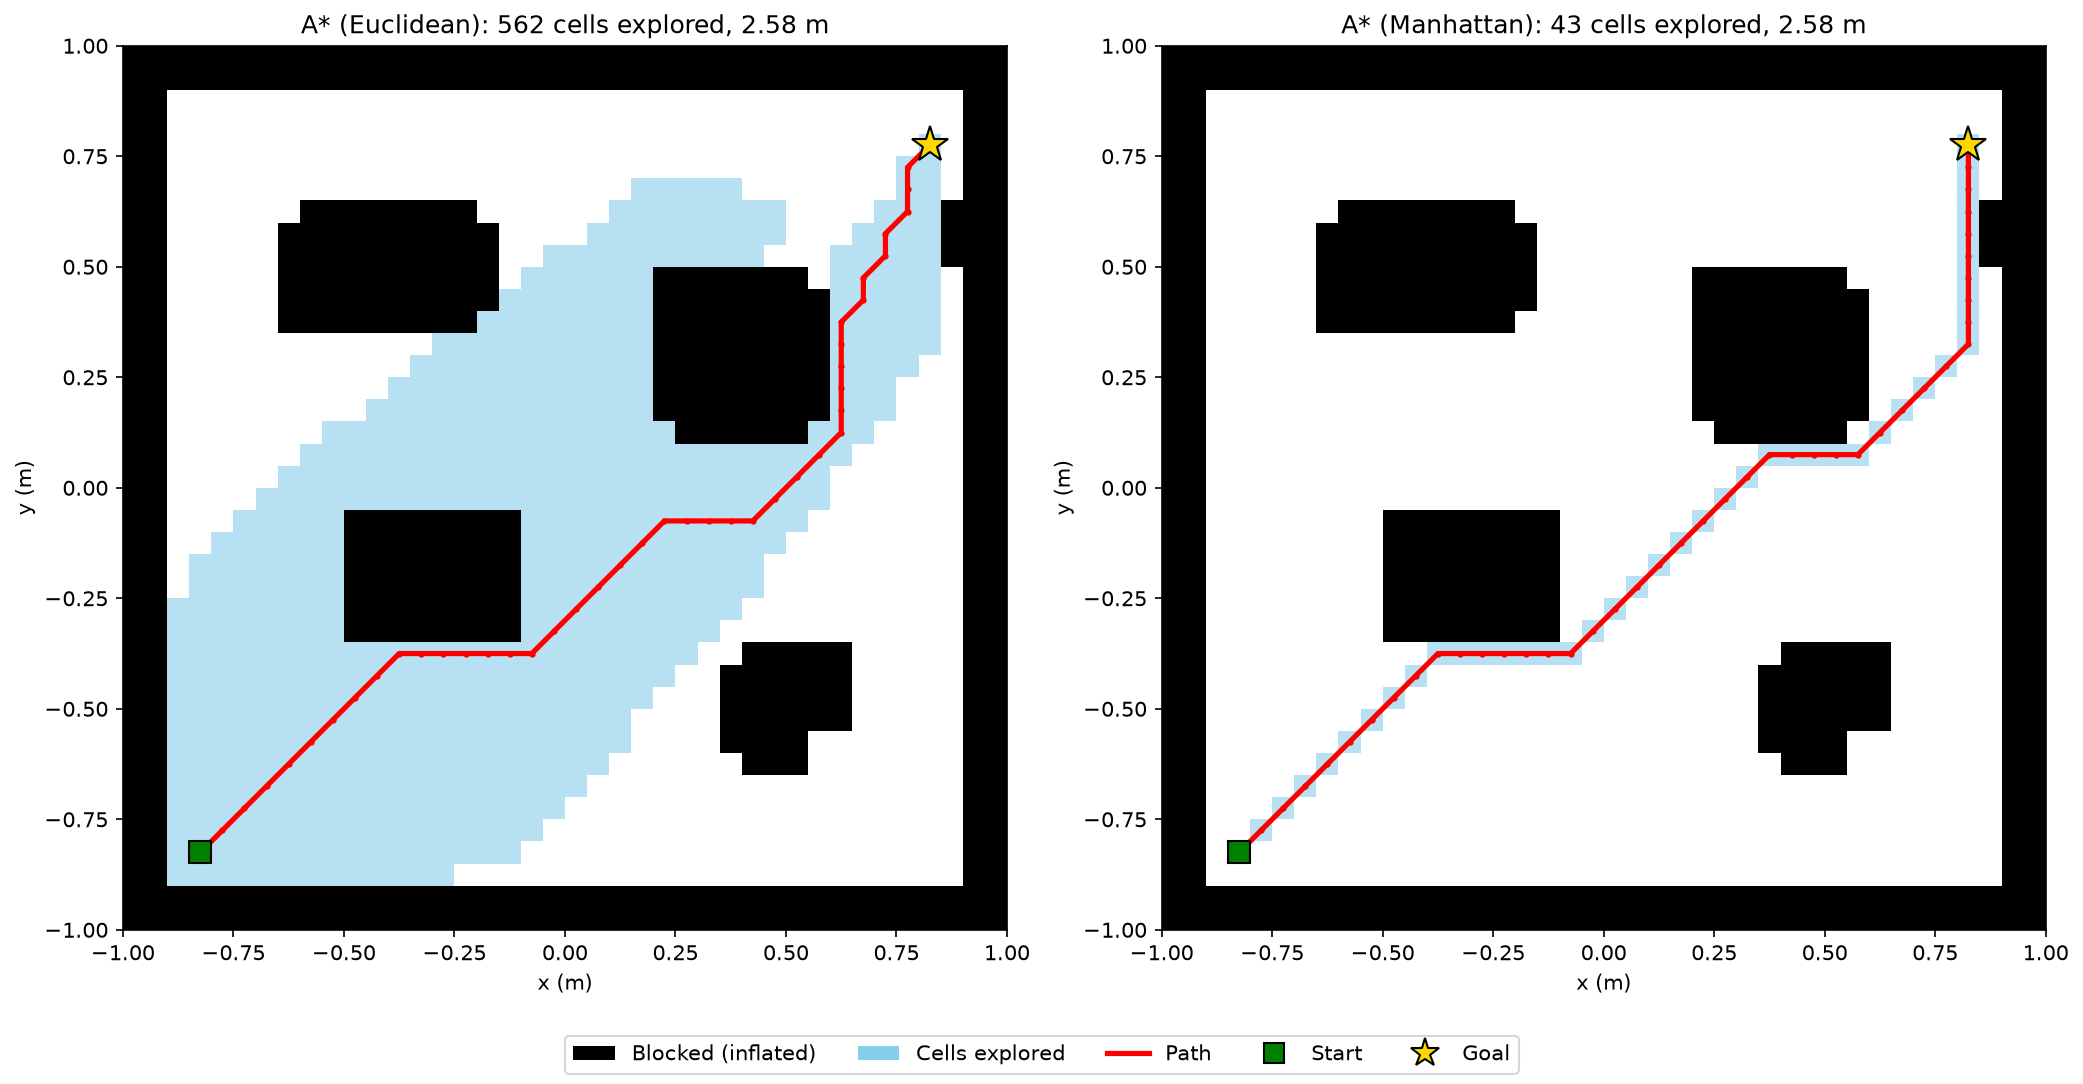 A* (Euclidean): 562 cells explored, 2.58 m
1.00
0.75
0.50
0.25
0.00
−0.25
−0.50
−0.75
−1.00
y (m)
−1.00 −0.75 −0.50 −0.25 0.00 0.25 0.50 0.75 1.00
x (m)
A* (Manhattan): 43 cells explored, 2.58 m
1.00
0.75
0.50
0.25
0.00
−0.25
−0.50
−0.75
−1.00
y (m)
−1.00 −0.75 −0.50 −0.25 0.00 0.25 0.50 0.75 1.00
x (m)
Blocked (inflated) Cells explored Path Start Goal